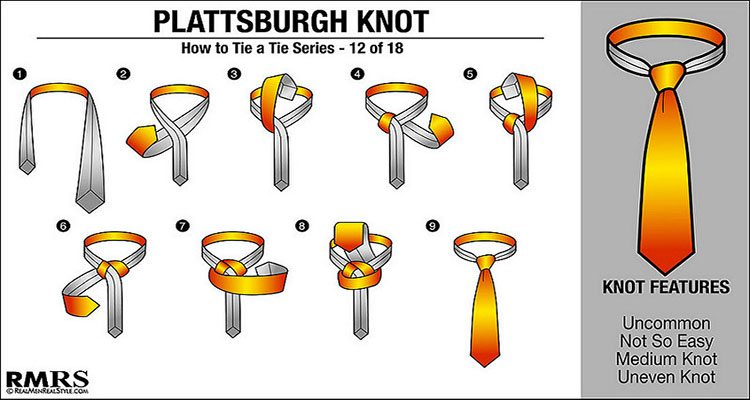 PLATTSBURGH KNOT
How to Tie a Tie Series - 12 of 18
1
2
3
4
5
6
7
8
9
KNOT FEATURES
Uncommon
Not So Easy
Medium Knot
Uneven Knot
RMRS
© REALMENREALSTYLE.COM